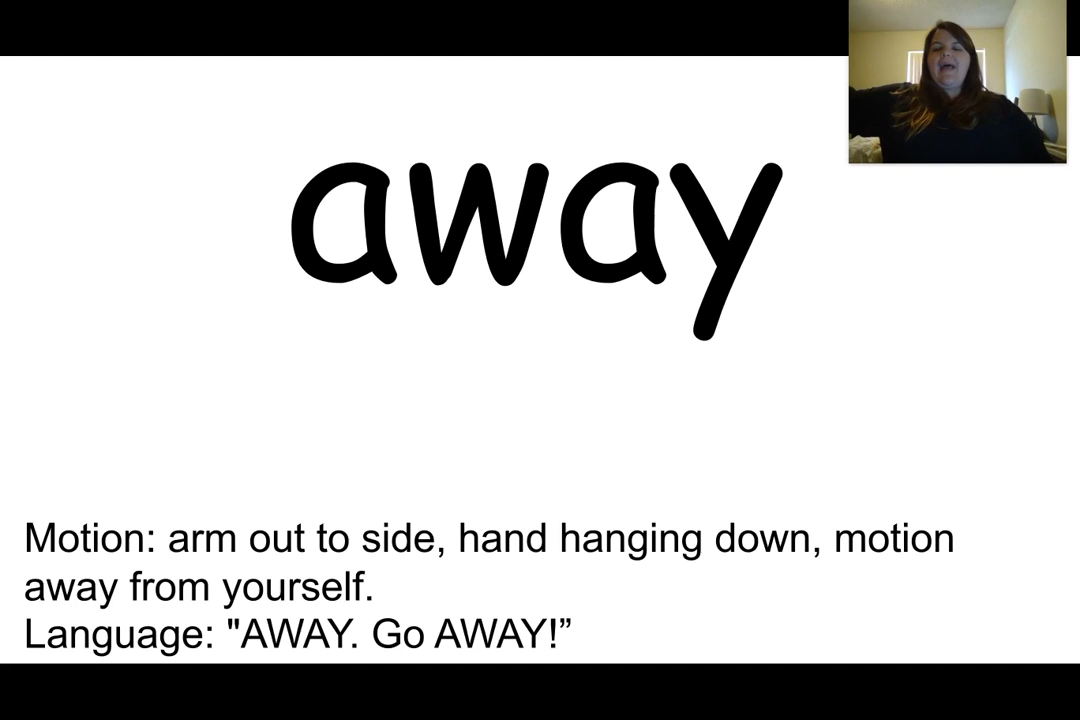 away
Motion: arm out to side, hand hanging down, motion
away from yourself.
Language: "AWAY. Go AWAY!”